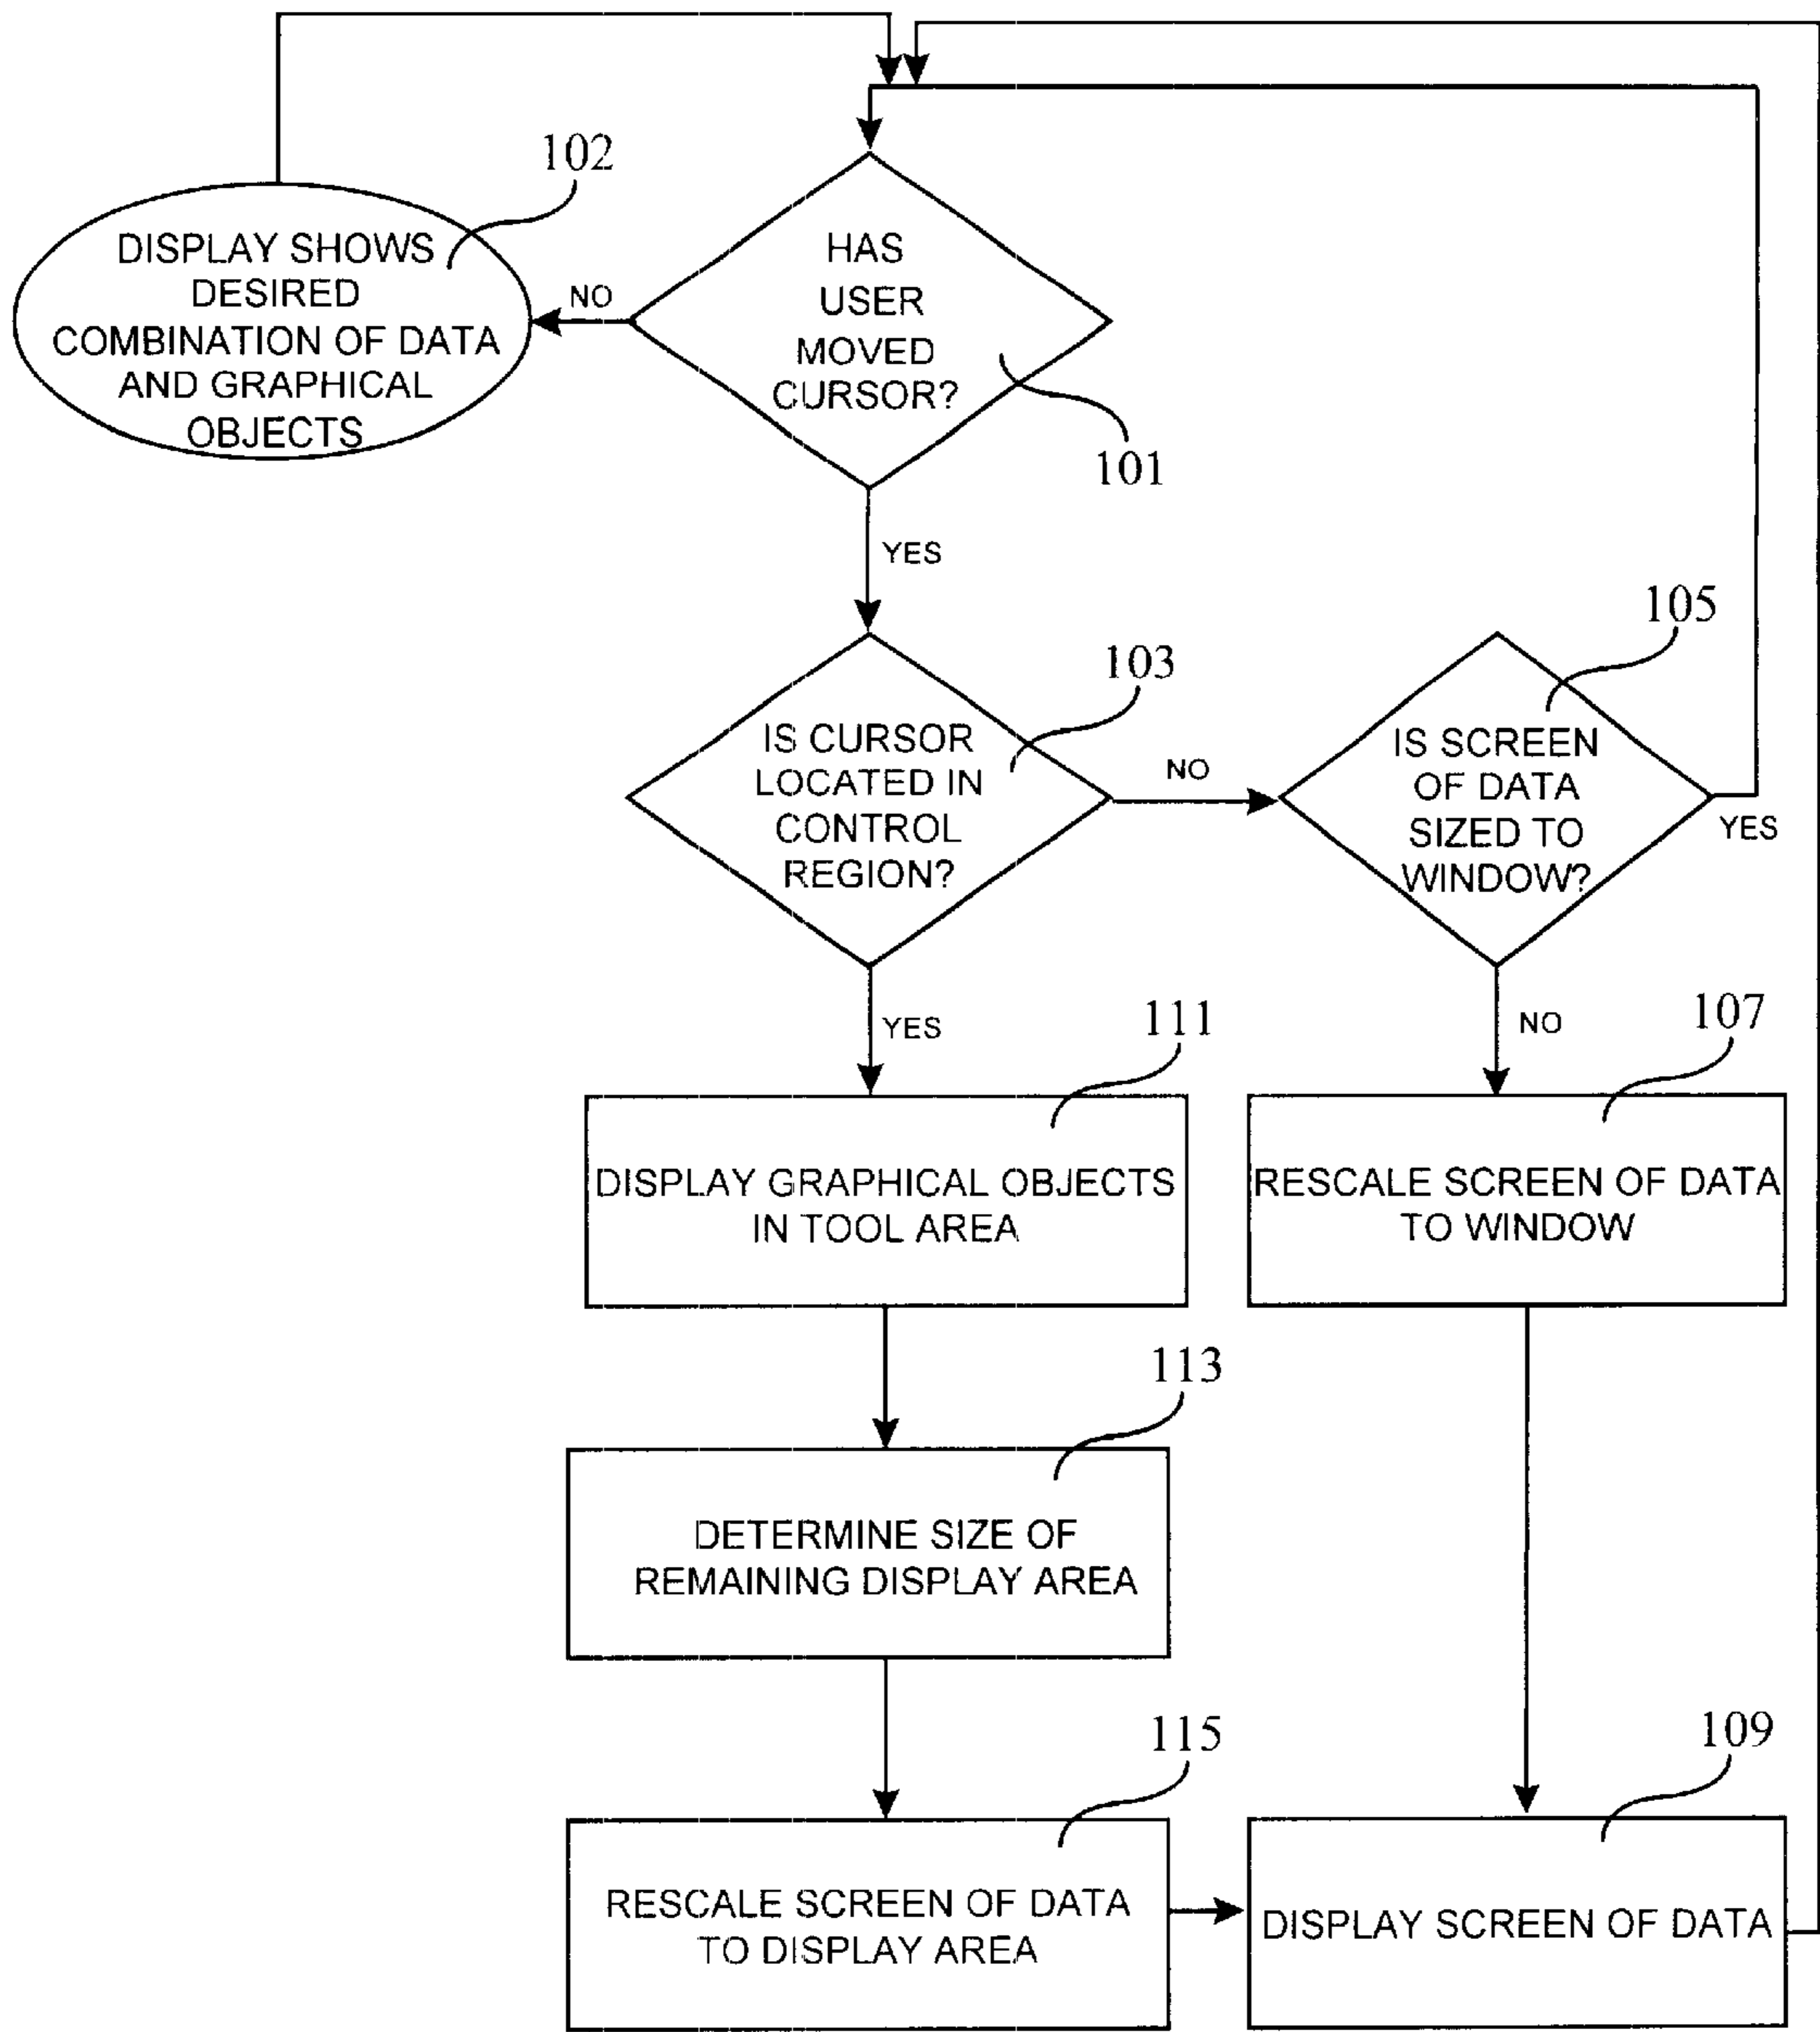 102
DISPLAY SHOWS
DESIRED
COMBINATION OF DATA
AND GRAPHICAL
OBJECTS
NO
HAS
USER
MOVED
CURSOR?
101
YES
103
IS CURSOR
LOCATED IN
CONTROL
REGION?
NO
105
IS SCREEN
OF DATA
SIZED TO
WINDOW?
YES
YES
NO
111
DISPLAY GRAPHICAL OBJECTS
IN TOOL AREA
107
RESCALE SCREEN OF DATA
TO WINDOW
113
DETERMINE SIZE OF
REMAINING DISPLAY AREA
115
RESCALE SCREEN OF DATA
TO DISPLAY AREA
109
DISPLAY SCREEN OF DATA